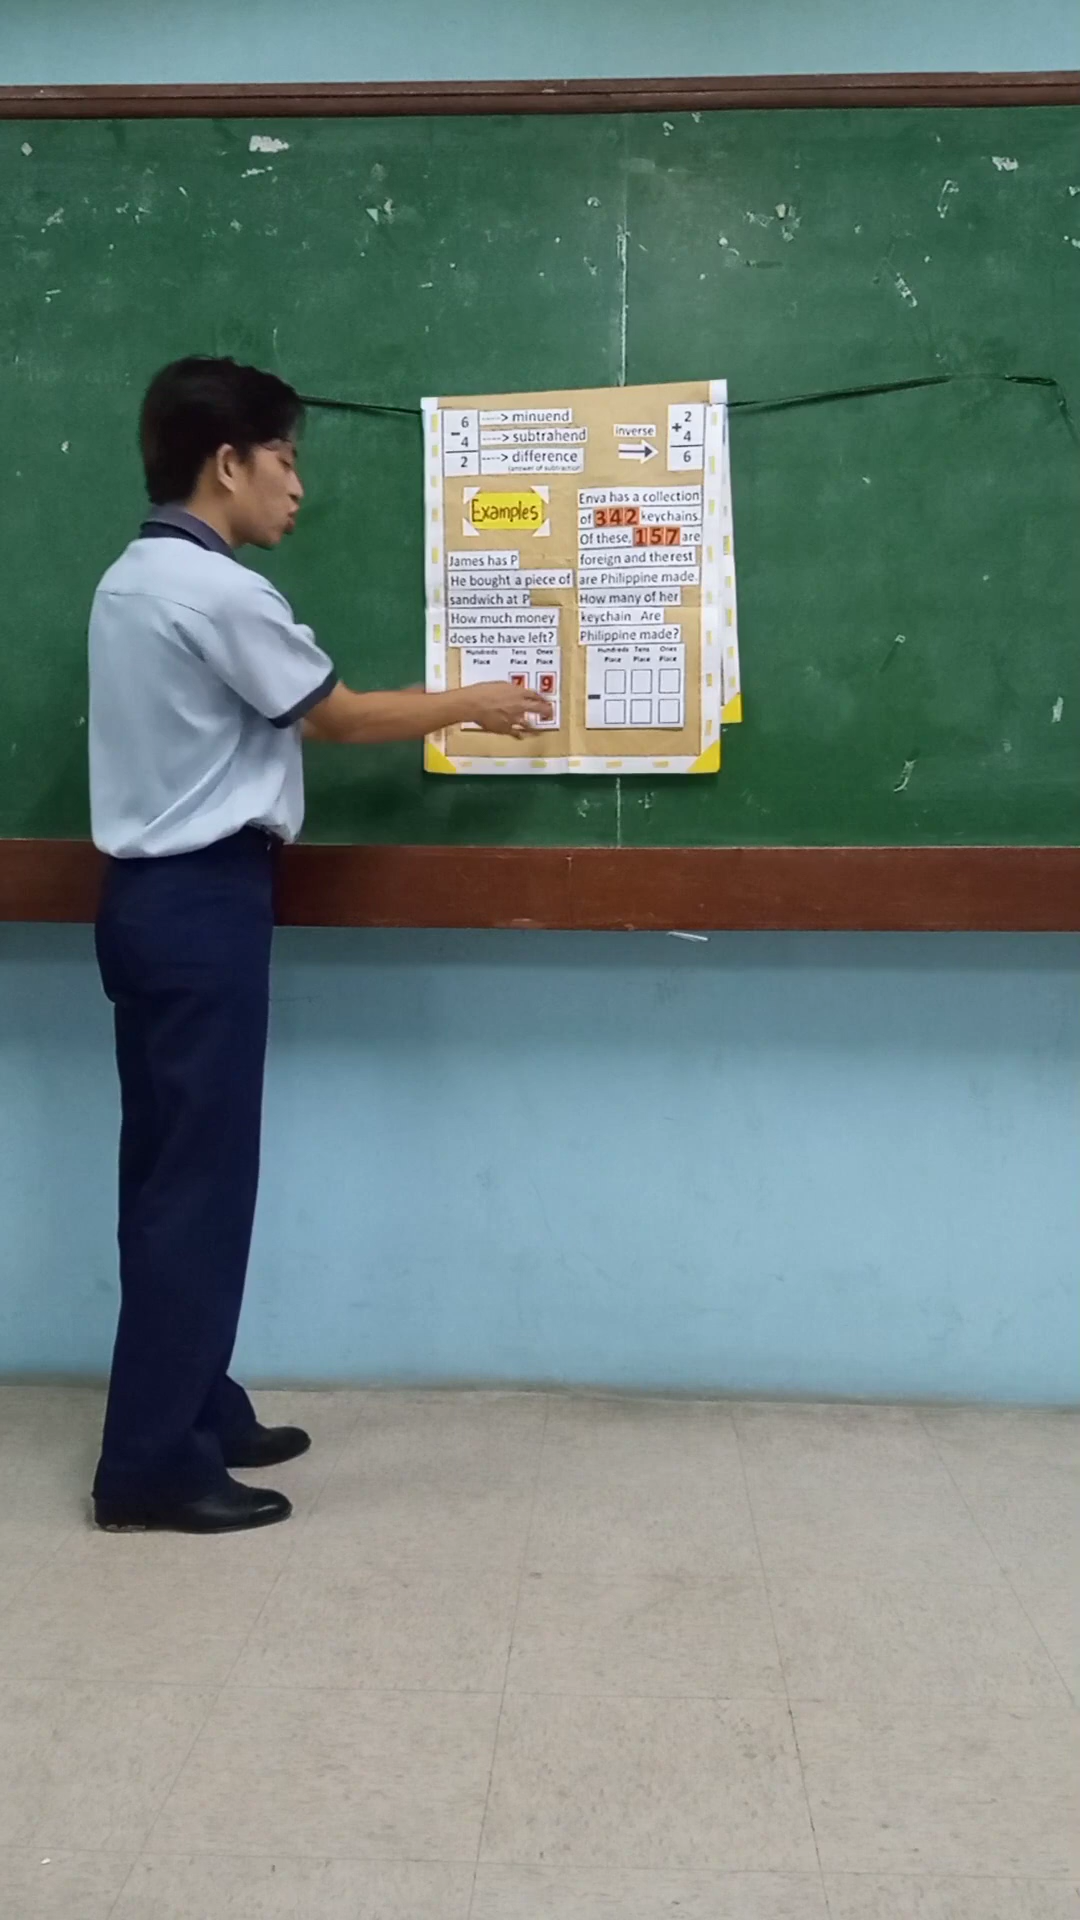 6 ----> minuend
- 4 ----> subtrahend
2 ----> difference
(answer of subtraction
inverse
2
+ 4
6
Examples
James has P
He bought a piece of
sandwich at P
How much money
does he have left?
Hundreds Tens Ones
Place Place Place
7 9
Enva has a collection
of 342 keychains.
Of these, 157 are
foreign and the rest
are Philippine made.
How many of her
keychain Are
Philippine made?
Hundreds Tens Ones
Place Place Place
-